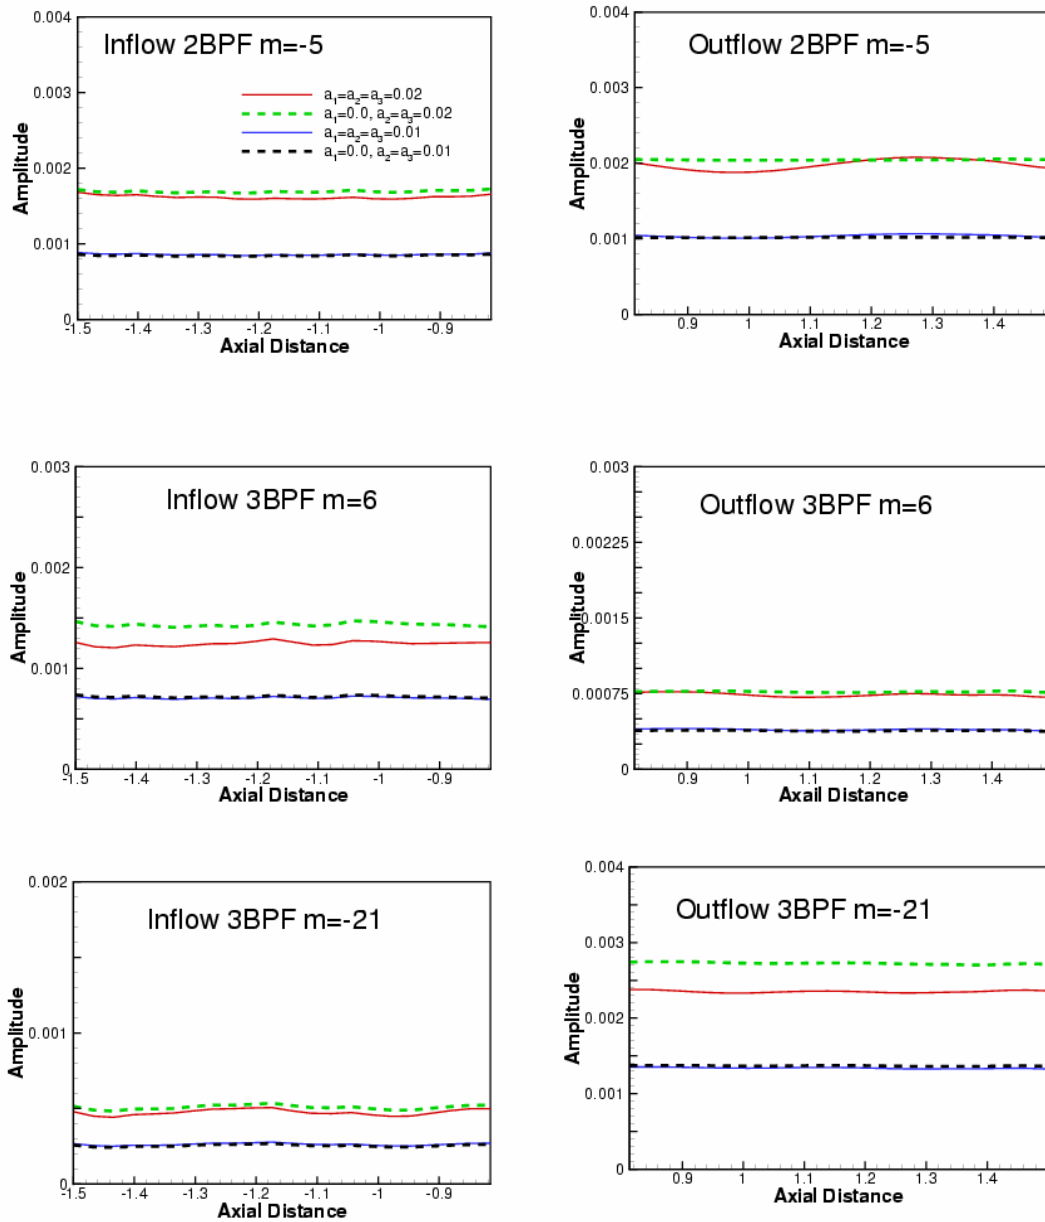 Inflow 2BPF m=-5
a1=a2=a3=0.02
a1=0.0, a2=a3=0.02
a1=a2=a3=0.01
a1=0.0, a2=a3=0.01
Amplitude
0.004
0.003
0.002
0.001
0
-1.5 -1.4 -1.3 -1.2 -1.1 -1 -0.9
Axial Distance
Outflow 2BPF m=-5
Amplitude
0.004
0.003
0.002
0.001
0
0.9 1 1.1 1.2 1.3 1.4
Axial Distance
Inflow 3BPF m=6
Amplitude
0.003
0.002
0.001
0
-1.5 -1.4 -1.3 -1.2 -1.1 -1 -0.9
Axial Distance
Outflow 3BPF m=6
Amplitude
0.003
0.00225
0.0015
0.00075
0
0.9 1 1.1 1.2 1.3 1.4
Axail Distance
Inflow 3BPF m=-21
Amplitude
0.002
0.001
0
-1.5 -1.4 -1.3 -1.2 -1.1 -1 -0.9
Axial Distance
Outflow 3BPF m=-21
Amplitude
0.004
0.003
0.002
0.001
0
0.9 1 1.1 1.2 1.3 1.4
Axial Distance